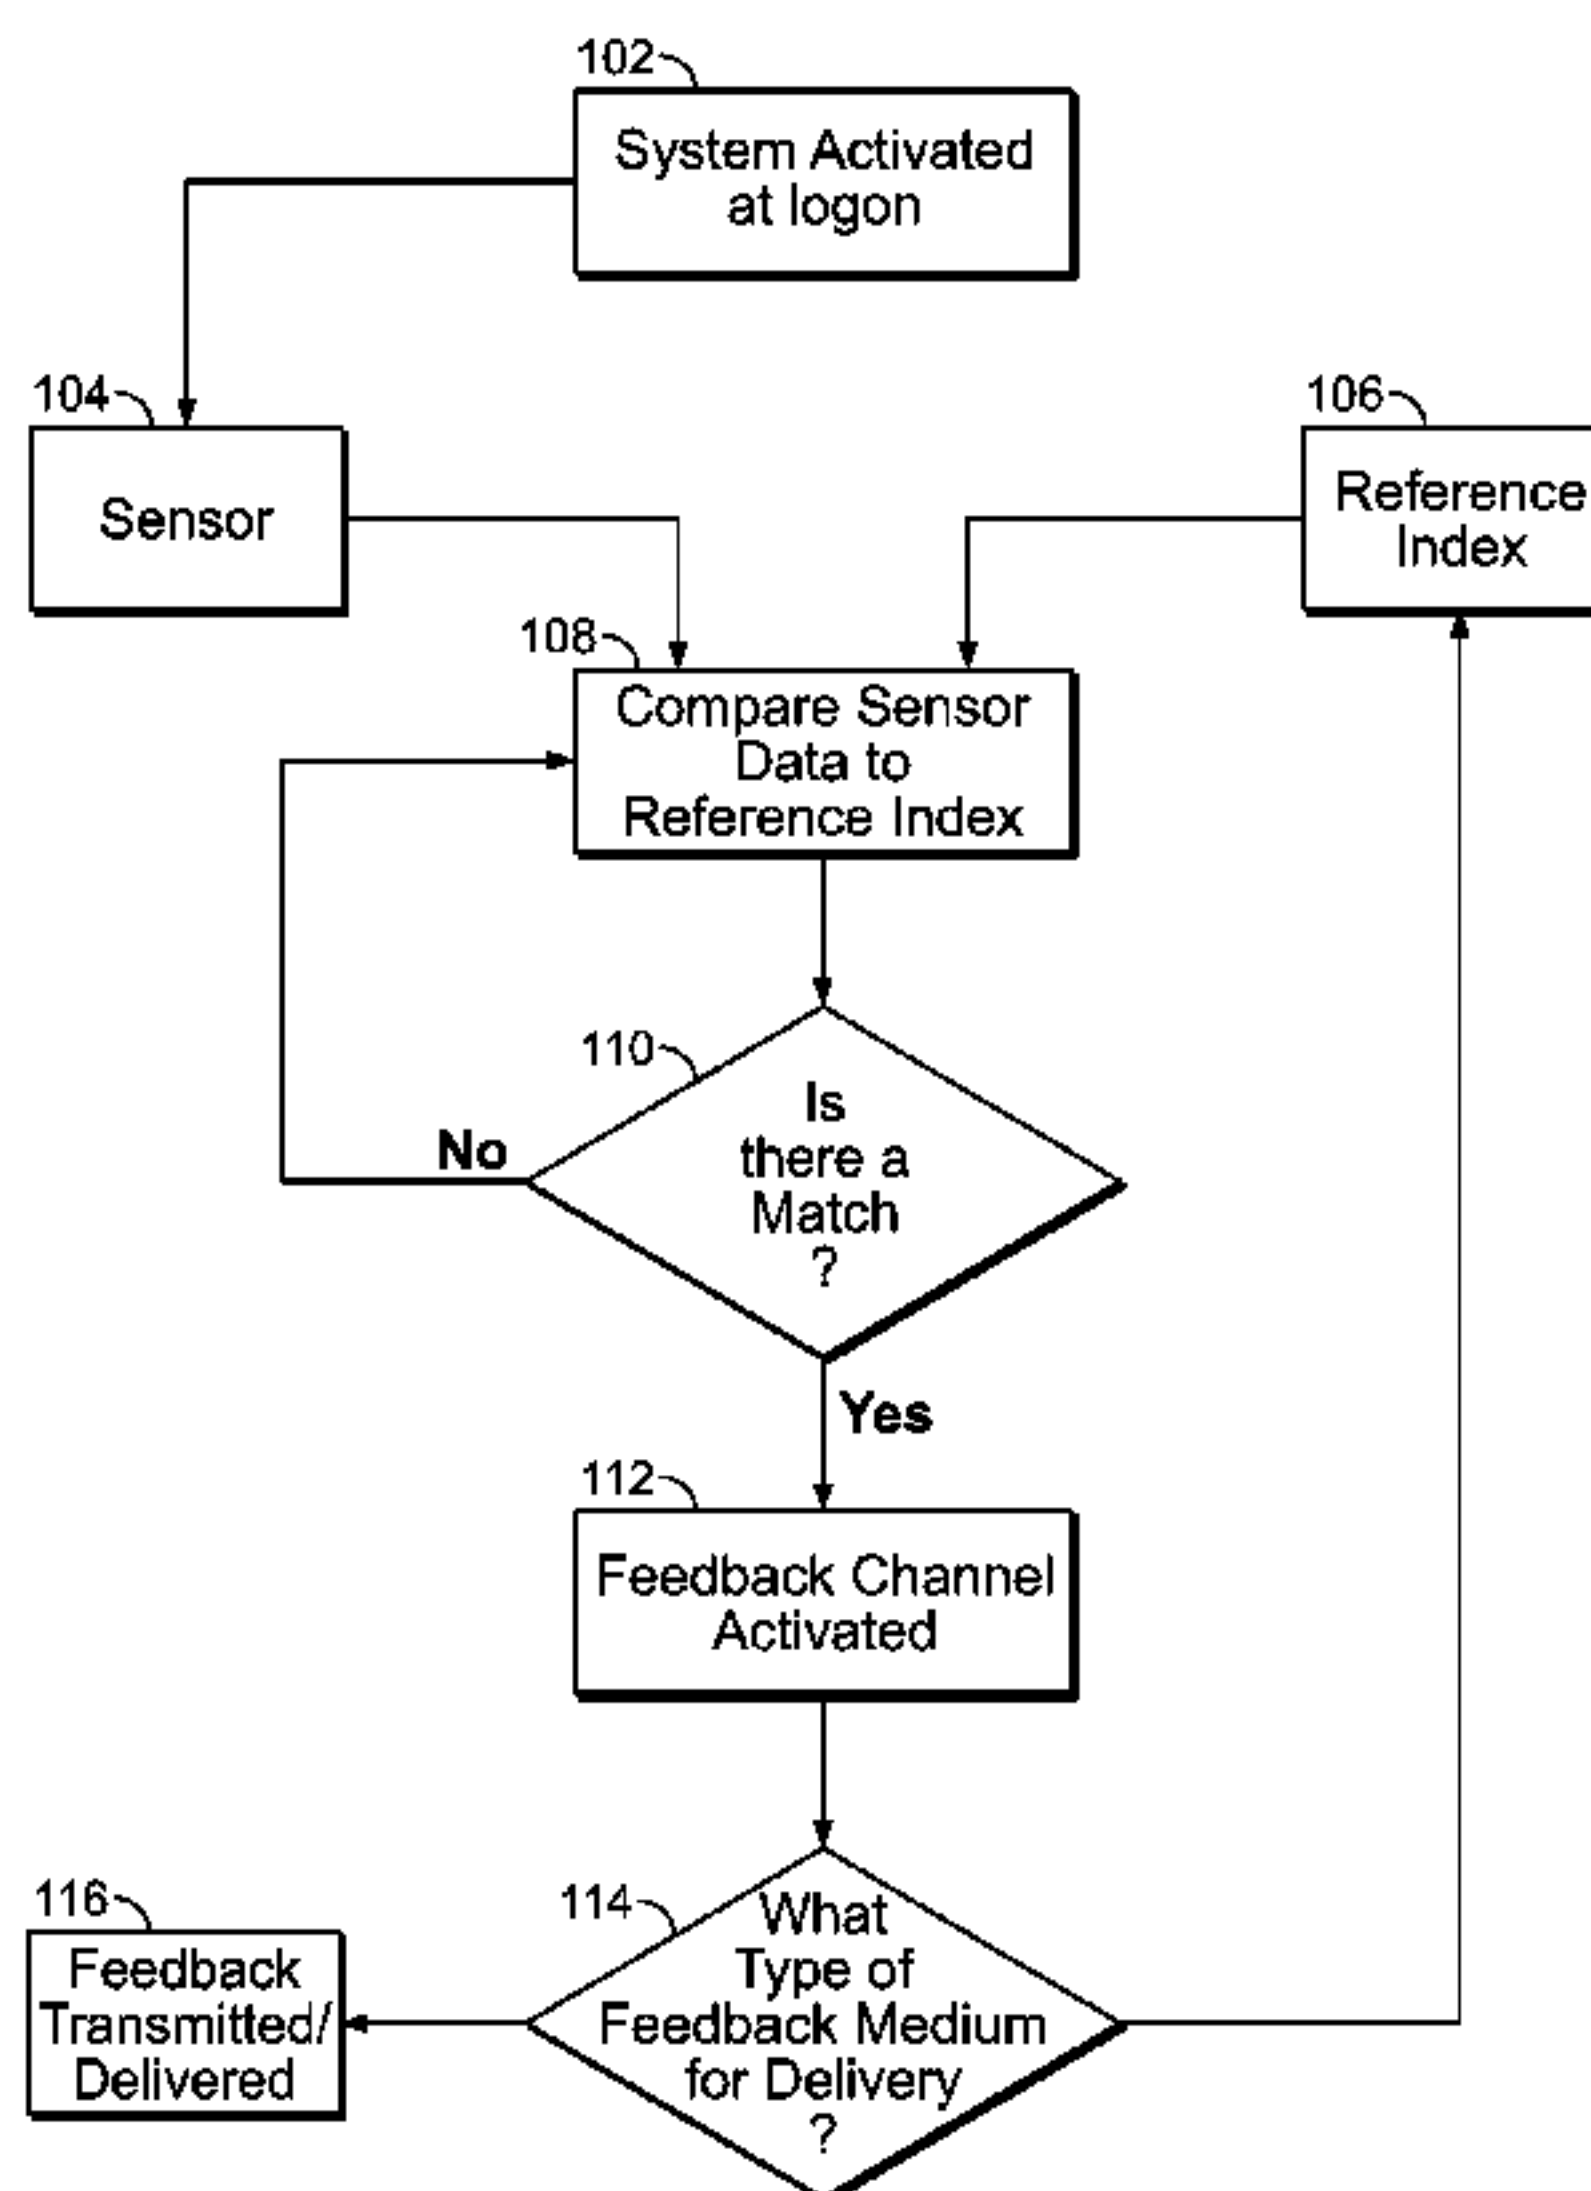 102
System Activated
at logon
104
Sensor
106
Reference
Index
108
Compare Sensor
Data to
Reference Index
110
Is
there a
Match
?
No
Yes
112
Feedback Channel
Activated
114
What
Type of
Feedback Medium
for Delivery
?
116
Feedback
Transmitted/
Delivered